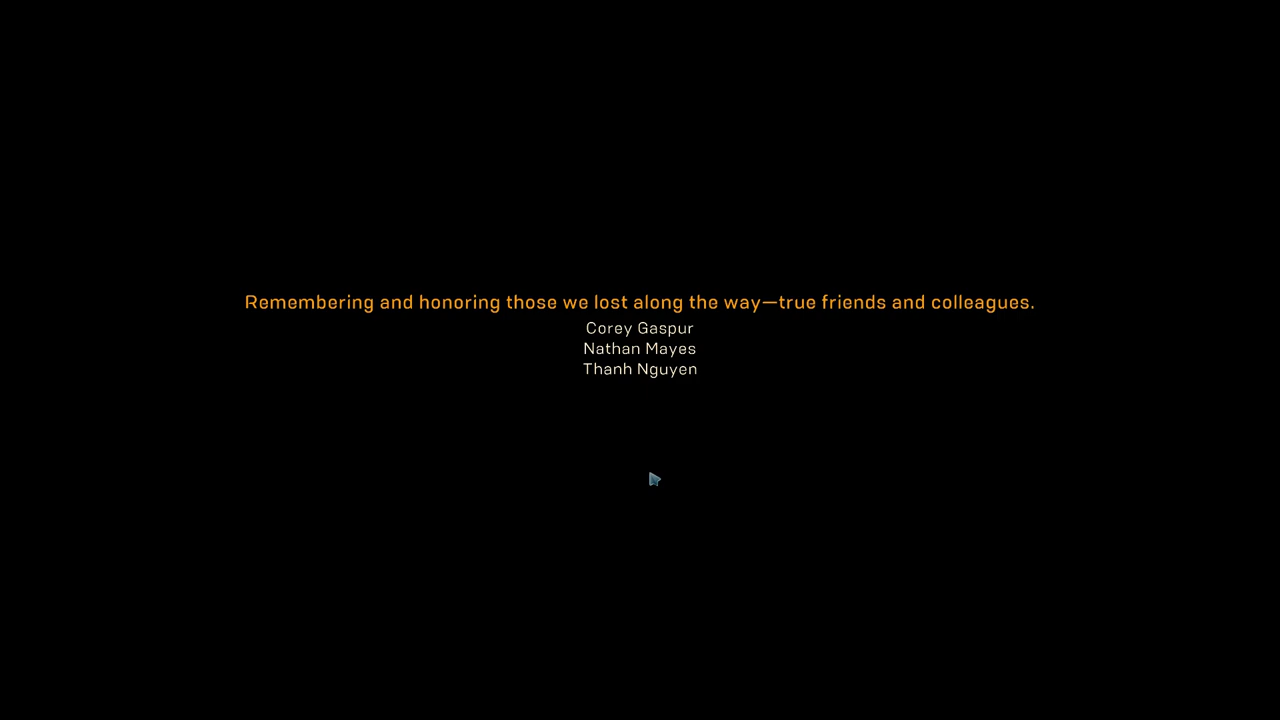 Remembering and honoring those we lost along the way—true friends and colleagues.
Corey Gaspur
Nathan Mayes
Thanh Nguyen